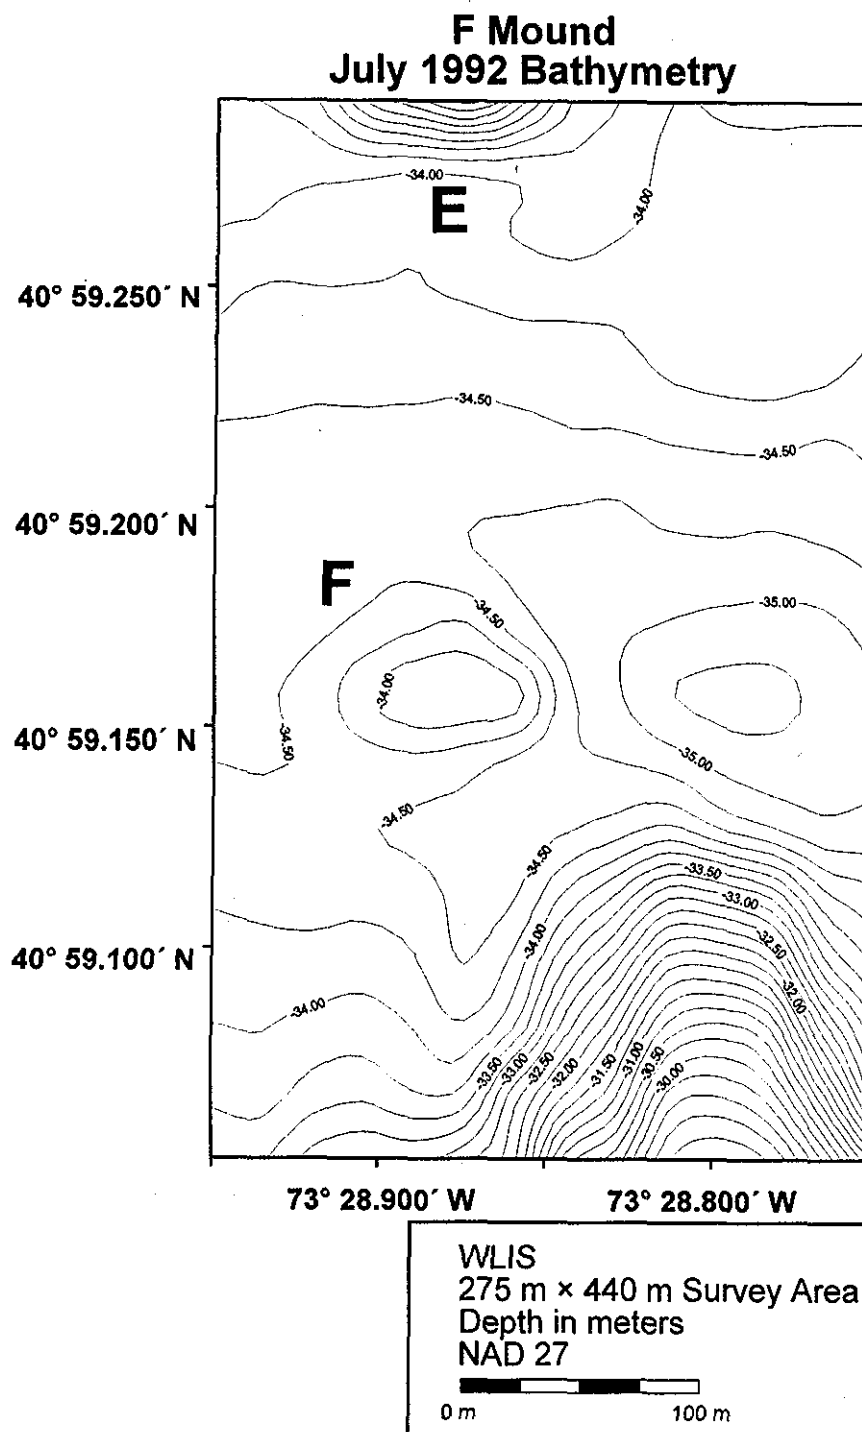 F Mound
July 1992 Bathymetry
-34.00
E
-34.00
40° 59.250´ N
-34.50
-34.50
40° 59.200´ N
F
-34.50
-35.00
-34.00
-34.50
40° 59.150´ N
-35.00
-34.50
-34.50
-33.50
-33.00
-34.00
-32.50
40° 59.100´ N
-32.00
-34.00
-33.50
-33.00
-32.50
-32.00
-31.50
-31.00
-30.50
-30.00
73° 28.900´ W 73° 28.800´ W
WLIS
275 m × 440 m Survey Area
Depth in meters
NAD 27
0 m 100 m